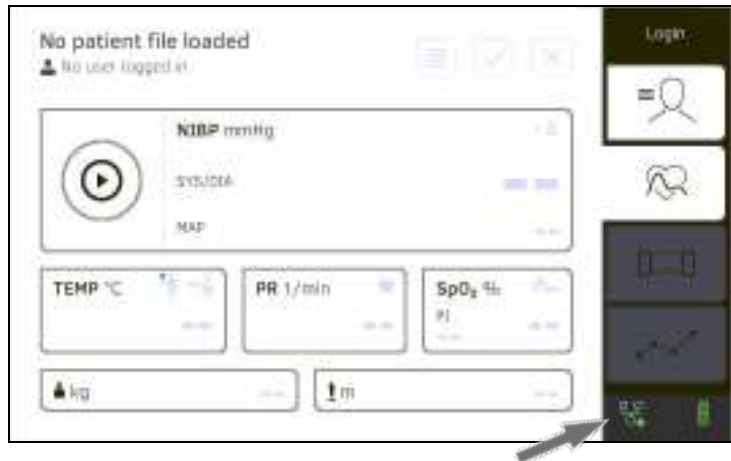 No patient file loaded
No user logged in
Login
NIBP mmHg
SYS/DIA
MAP
TEMP °C
PR 1/min
SpO₂ %
PI
kg
m